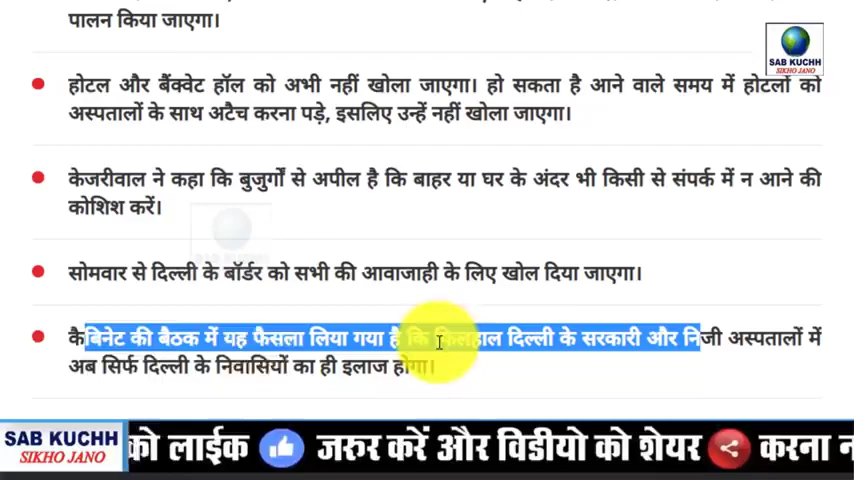 पालन किया जाएगा।
SAB KUCHH
SIKHO JANO
होटल और बैंक्वेट हॉल को अभी नहीं खोला जाएगा। हो सकता है आने वाले समय में होटलों को
अस्पतालों के साथ अटैच करना पड़े, इसलिए उन्हें नहीं खोला जाएगा।
केजरीवाल ने कहा कि बुजुर्गों से अपील है कि बाहर या घर के अंदर भी किसी से संपर्क में न आने की
कोशिश करें।
सोमवार से दिल्ली के बॉर्डर को सभी की आवाजाही के लिए खोल दिया जाएगा।
कैबिनेट की बैठक में यह फैसला लिया गया है कि फिलहाल दिल्ली के सरकारी और निजी अस्पतालों में
अब सिर्फ दिल्ली के निवासियों का ही इलाज होगा।
SAB KUCHH
SIKHO JANO
को लाईक जरुर करें और विडीयो को शेयर करना न